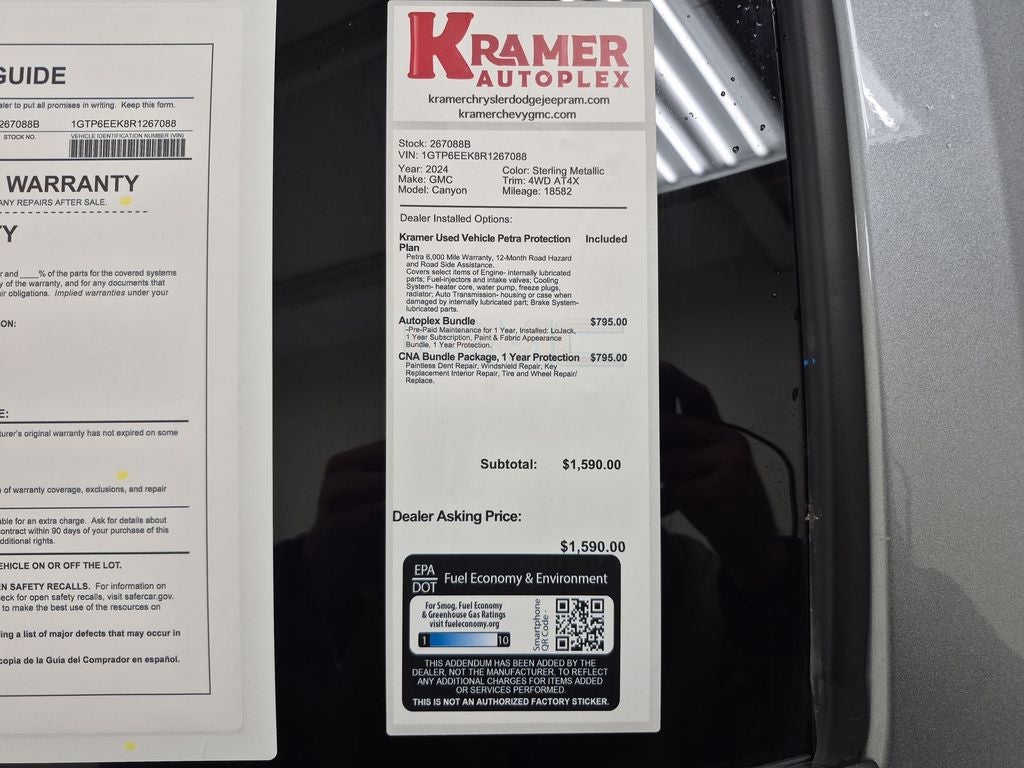 GUIDE
aler to put all promises in writing. Keep this form.
267088B 1GTP6EEK8R1267088
STOCK NO. VEHICLE IDENTIFICATION NUMBER (VIN)
WARRANTY
ANY REPAIRS AFTER SALE.
TY
r and ____% of the parts for the covered systems
y of the warranty, and for any documents that
ir obligations. Implied warranties under your
ON:
E:
turer's original warranty has not expired on some
e of warranty coverage, exclusions, and repair
able for an extra charge. Ask for details about
contract within 90 days of your purchase of this
dditional rights.
EHICLE ON OR OFF THE LOT.
EN SAFETY RECALLS. For information on
eck for open safety recalls, visit safercar.gov.
to make the best use of the resources on
ing a list of major defects that may occur in
copia de la Guia del Comprador en español.
KRAMER
AUTOPLEX
kramerchryslerdodgejeepram.com
kramerchevygmc.com
Stock: 267088B
VIN: 1GTP6EEK8R1267088
Year: 2024 Color: Sterling Metallic
Make: GMC Trim: 4WD AT4X
Model: Canyon Mileage: 18582
Dealer Installed Options:
Kramer Used Vehicle Petra Protection Included
Plan
Petra 6,000 Mile Warranty, 12-Month Road Hazard
and Road Side Assistance.
Covers select items of Engine- internally lubricated
parts; Fuel-injectors and intake valves; Cooling
System- heater core, water pump, freeze plugs,
radiator; Auto Transmission- housing or case when
damaged by internally lubricated part; Brake System-
lubricated parts.
Autoplex Bundle $795.00
-Pre-Paid Maintenance for 1 Year, Installed: LoJack,
1 Year Subscription, Paint & Fabric Appearance
Bundle, 1 Year Protection.
CNA Bundle Package, 1 Year Protection $795.00
Paintless Dent Repair, Windshield Repair, Key
Replacement Interior Repair, Tire and Wheel Repair/
Replace.
Subtotal: $1,590.00
Dealer Asking Price:
$1,590.00
EPA
DOT
Fuel Economy & Environment
For Smog, Fuel Economy
& Greenhouse Gas Ratings
visit fueleconomy.org
1 10
Smartphone
QR Code -
THIS ADDENDUM HAS BEEN ADDED BY THE
DEALER, NOT THE MANUFACTURER, TO REFLECT
ANY ADDITIONAL CHARGES FOR ITEMS ADDED
OR SERVICES PERFORMED.
THIS IS NOT AN AUTHORIZED FACTORY STICKER.